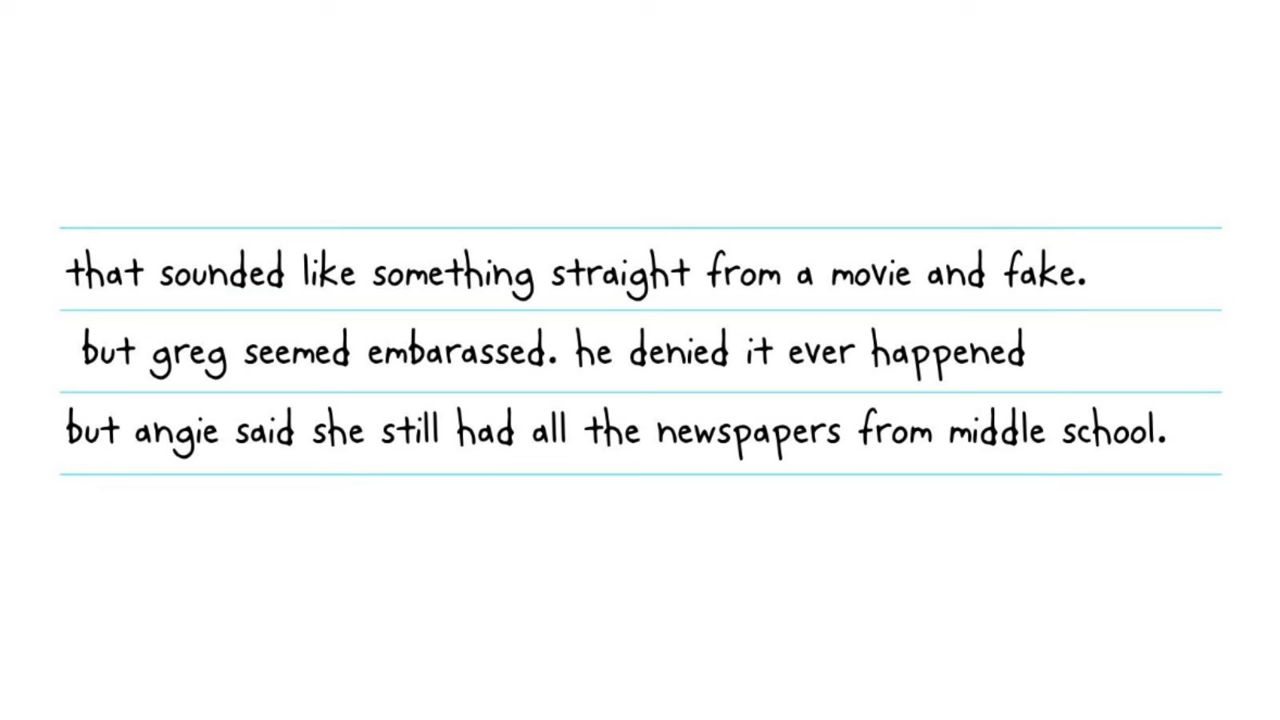 that sounded like something straight from a movie and fake.
but greg seemed embarassed. he denied it ever happened
but angie said she still had all the newspapers from middle school.